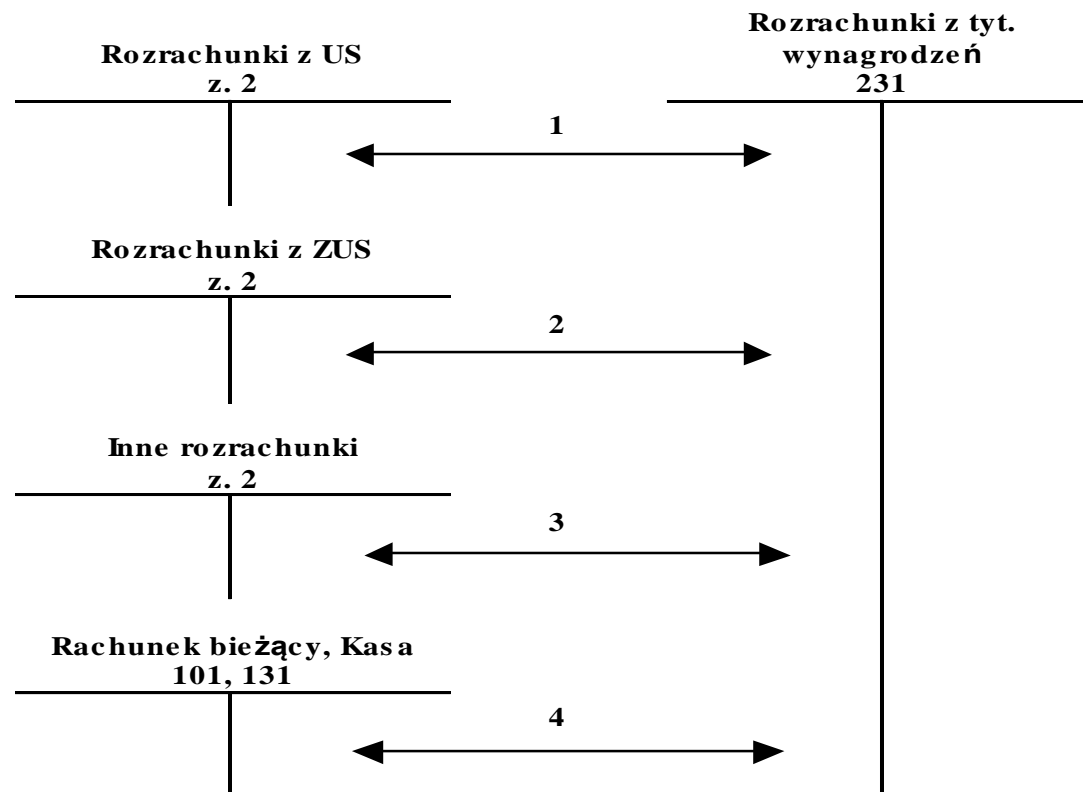 Rozrachunki z US
z. 2
Rozrachunki z tyt.
wynagrodzeń
231
1
Rozrachunki z ZUS
z. 2
2
Inne rozrachunki
z. 2
3
Rachunek bieżący, Kasa
101, 131
4